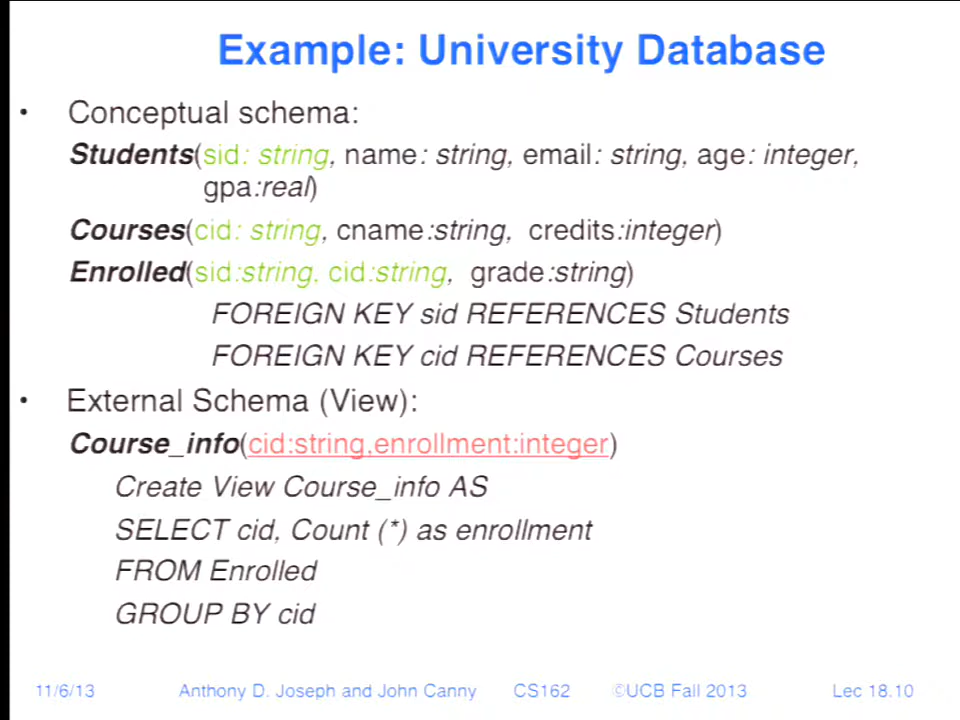 Example: University Database
• Conceptual schema:
Students(sid: string, name: string, email: string, age: integer,
gpa:real)
Courses(cid: string, cname:string, credits:integer)
Enrolled(sid:string. cid:string, grade:string)
FOREIGN KEY sid REFERENCES Students
FOREIGN KEY cid REFERENCES Courses
• External Schema (View):
Course_info(cid:string,enrollment:integer)
Create View Course_info AS
SELECT cid, Count (*) as enrollment
FROM Enrolled
GROUP BY cid
11/6/13 Anthony D. Joseph and John Canny CS162 ©UCB Fall 2013 Lec 18.10